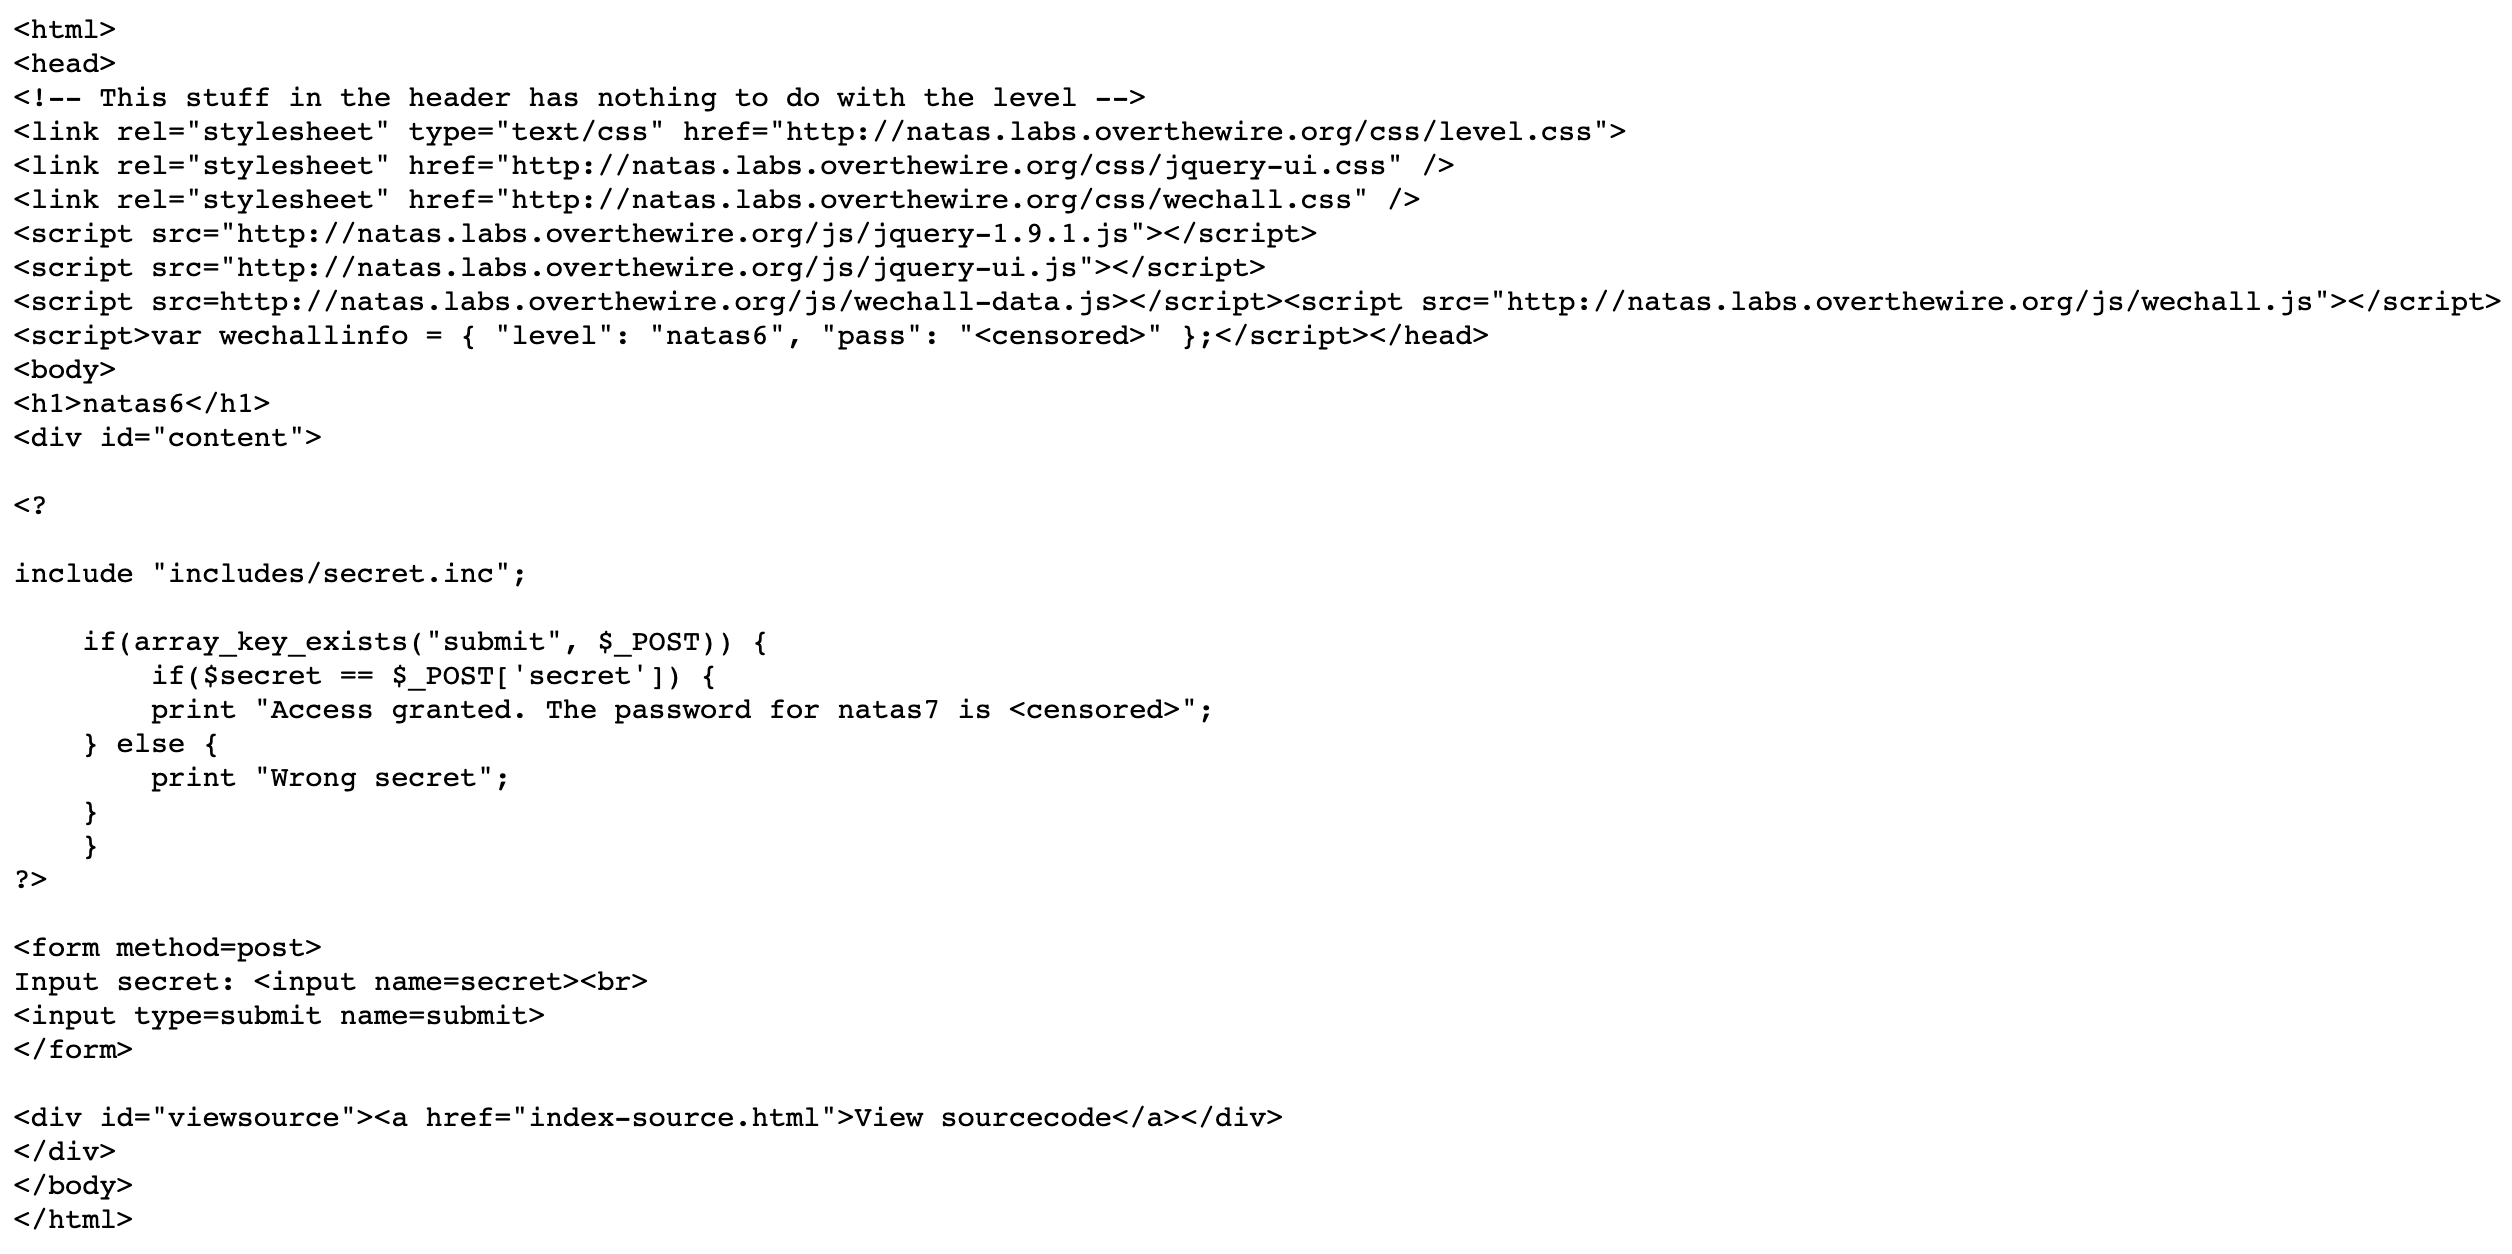 <html>
<head>
<!-- This stuff in the header has nothing to do with the level -->
<link rel="stylesheet" type="text/css" href="http://natas.labs.overthewire.org/css/level.css">
<link rel="stylesheet" href="http://natas.labs.overthewire.org/css/jquery-ui.css" />
<link rel="stylesheet" href="http://natas.labs.overthewire.org/css/wechall.css" />
<script src="http://natas.labs.overthewire.org/js/jquery-1.9.1.js"></script>
<script src="http://natas.labs.overthewire.org/js/jquery-ui.js"></script>
<script src=http://natas.labs.overthewire.org/js/wechall-data.js></script><script src="http://natas.labs.overthewire.org/js/wechall.js"></script>
<script>var wechallinfo = { "level": "natas6", "pass": "<censored>" };</script></head>
<body>
<h1>natas6</h1>
<div id="content">

<?

include "includes/secret.inc";

    if(array_key_exists("submit", $_POST)) {
        if($secret == $_POST['secret']) {
        print "Access granted. The password for natas7 is <censored>";
    } else {
        print "Wrong secret";
    }
    }
?>

<form method=post>
Input secret: <input name=secret><br>
<input type=submit name=submit>
</form>

<div id="viewsource"><a href="index-source.html">View sourcecode</a></div>
</div>
</body>
</html>